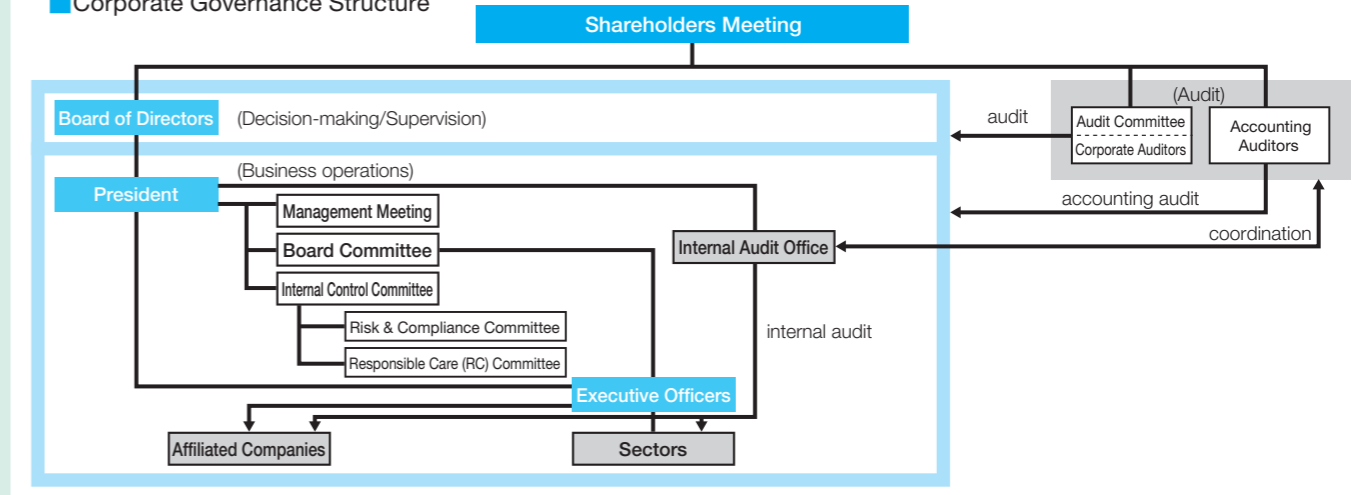 Corporate Governance Structure
Shareholders Meeting
Board of Directors
(Decision-making/Supervision)
audit
(Audit)
Audit Committee
Corporate Auditors
Accounting
Auditors
(Business operations)
President
accounting audit
Management Meeting
coordination
Board Committee
Internal Audit Office
Internal Control Committee
Risk & Compliance Committee
internal audit
Responsible Care (RC) Committee
Executive Officers
Affiliated Companies
Sectors